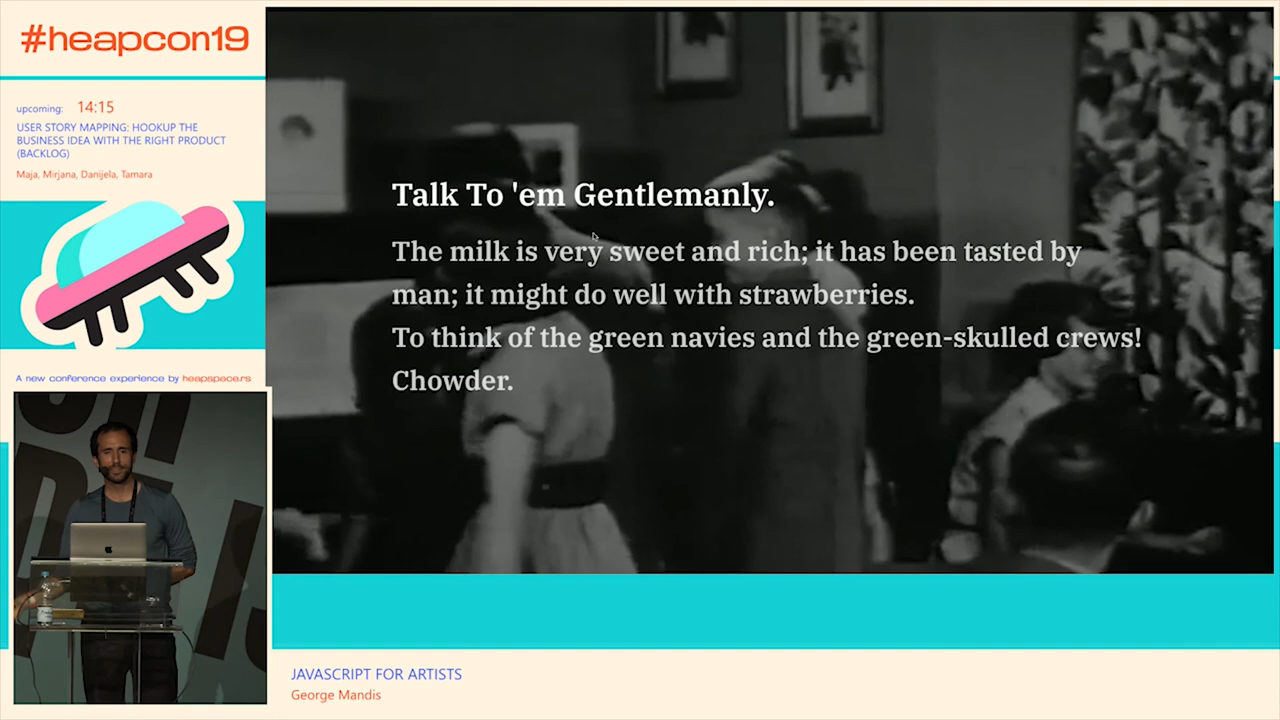 #heapcon19
upcoming: 14:15
USER STORY MAPPING: HOOKUP THE
BUSINESS IDEA WITH THE RIGHT PRODUCT
(BACKLOG)
Maja, Mirjana, Danijela, Tamara
A new conference experience by heapspace.rs
Talk To 'em Gentlemanly.
The milk is very sweet and rich; it has been tasted by
man; it might do well with strawberries.
To think of the green navies and the green-skulled crews!
Chowder.
JAVASCRIPT FOR ARTISTS
George Mandis